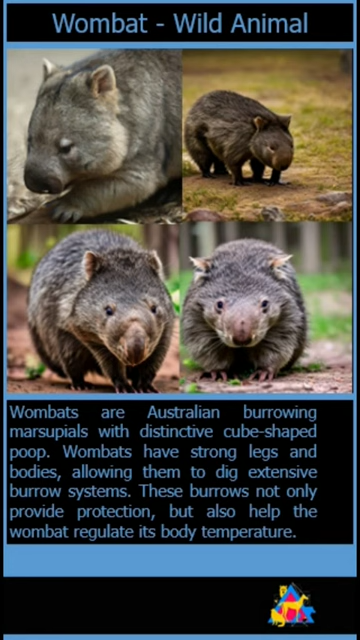 Wombat - Wild Animal
Wombats are Australian burrowing
marsupials with distinctive cube-shaped
poop. Wombats have strong legs and
bodies, allowing them to dig extensive
burrow systems. These burrows not only
provide protection, but also help the
wombat regulate its body temperature.